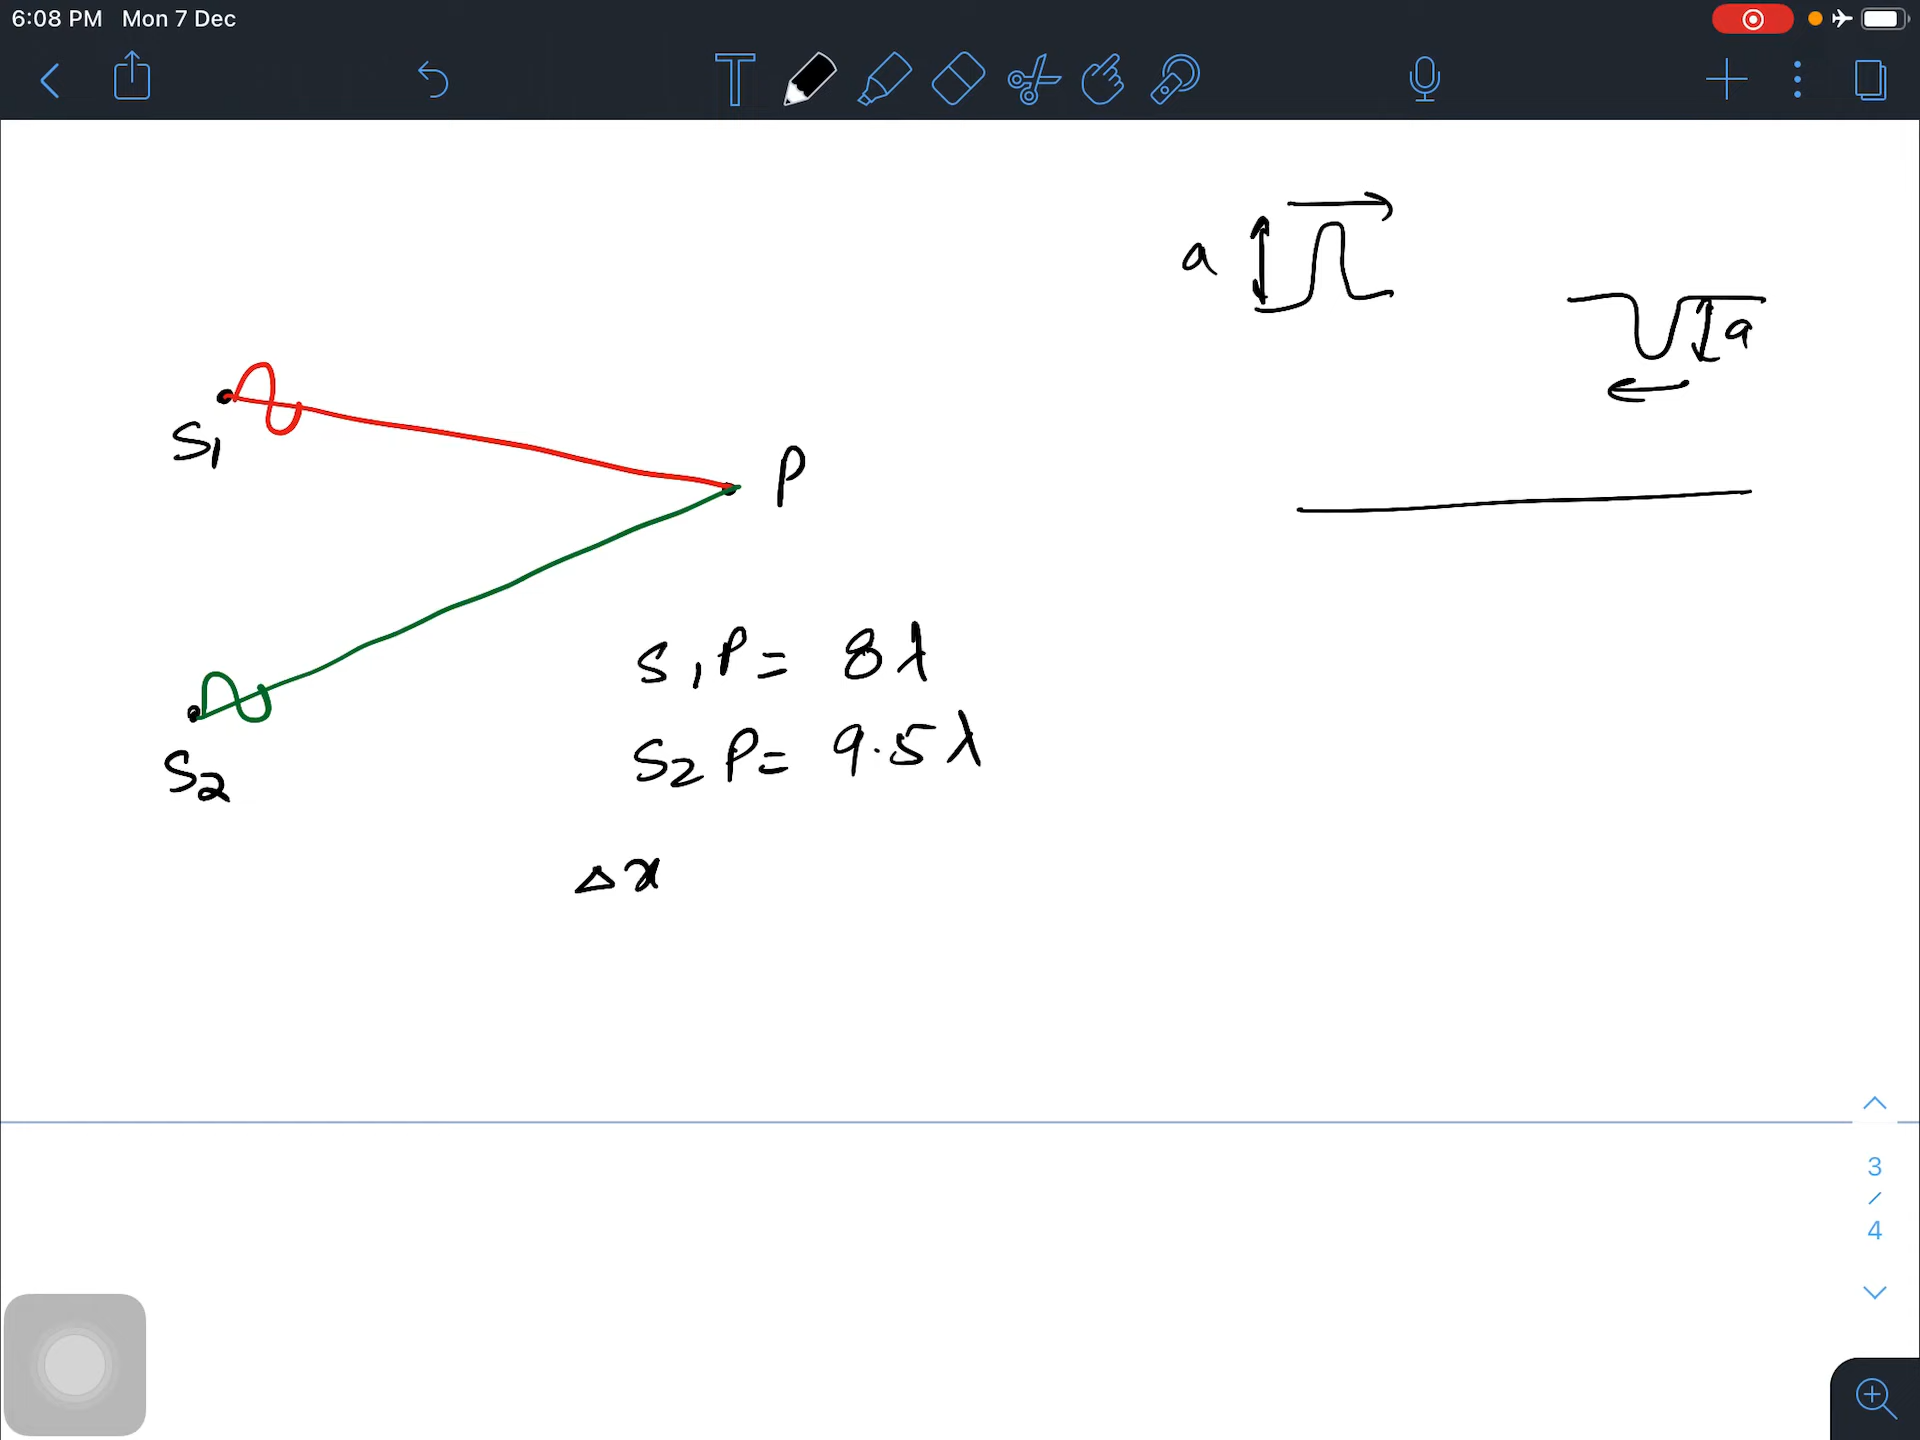 6:08 PM Mon 7 Dec
T
a
a
S1
P
S1P = 8λ
S2P = 9.5λ
S2
Δx
3
/
4